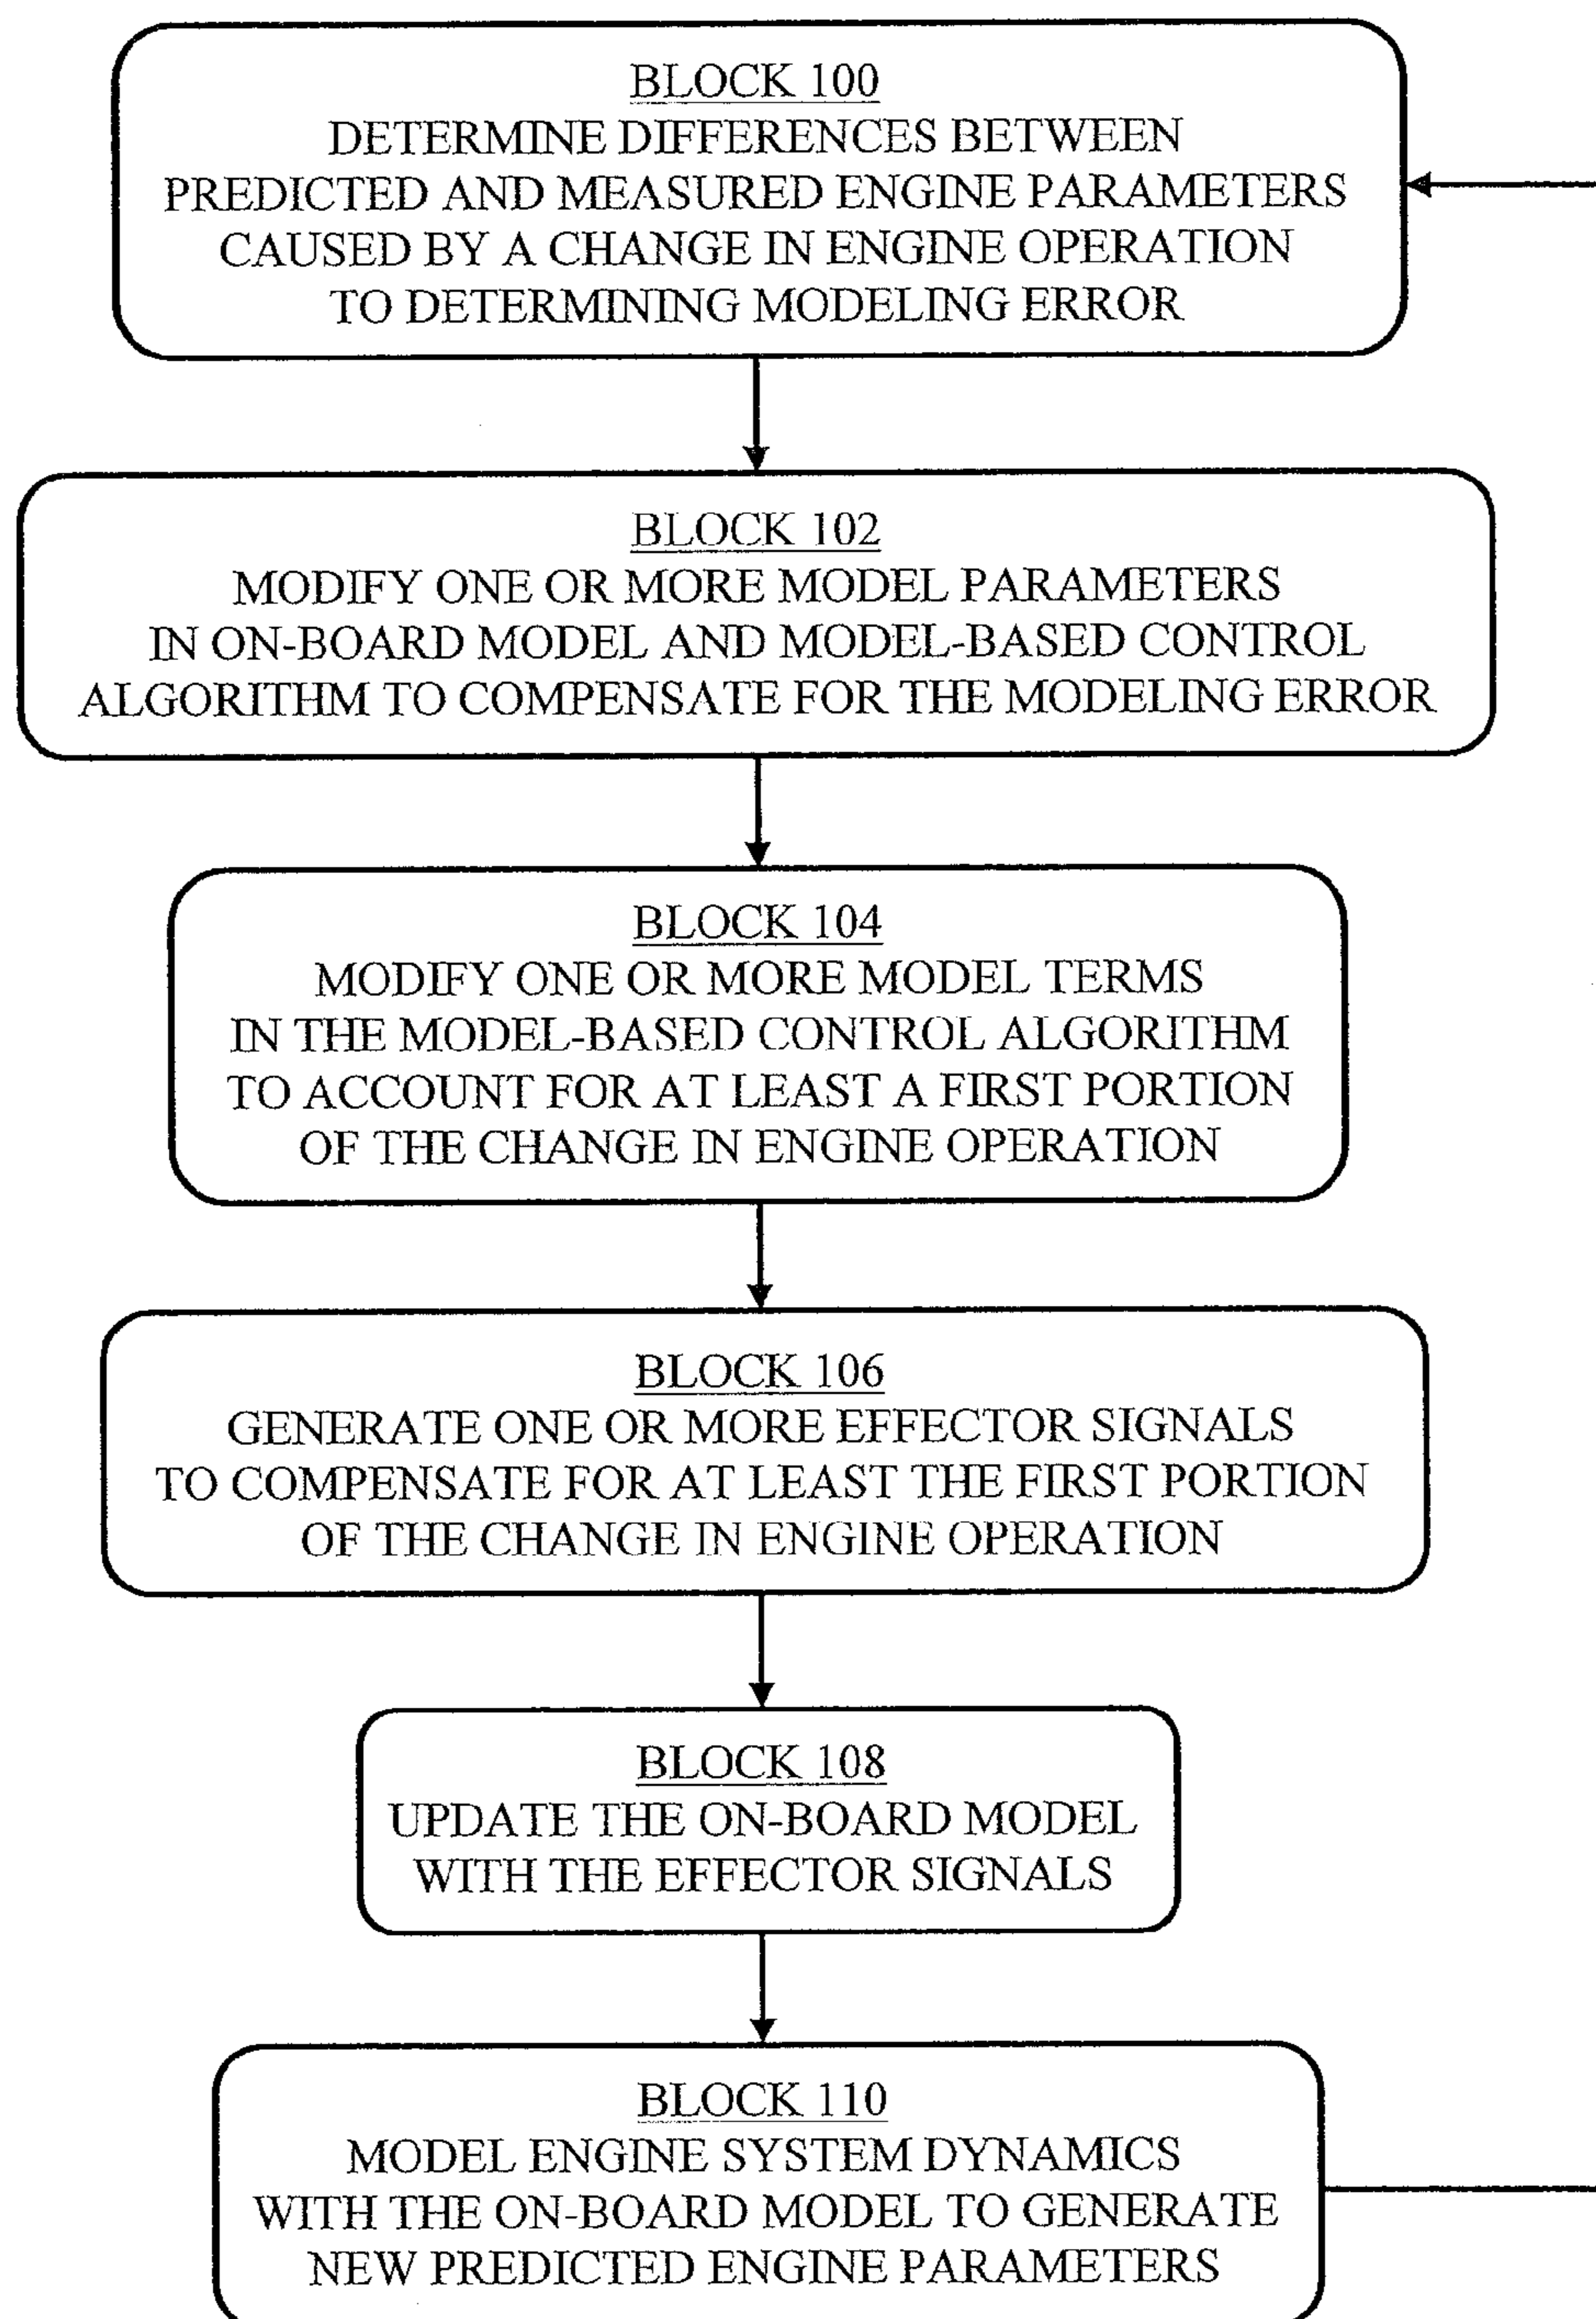 BLOCK 100
DETERMINE DIFFERENCES BETWEEN
PREDICTED AND MEASURED ENGINE PARAMETERS
CAUSED BY A CHANGE IN ENGINE OPERATION
TO DETERMINING MODELING ERROR
BLOCK 102
MODIFY ONE OR MORE MODEL PARAMETERS
IN ON-BOARD MODEL AND MODEL-BASED CONTROL
ALGORITHM TO COMPENSATE FOR THE MODELING ERROR
BLOCK 104
MODIFY ONE OR MORE MODEL TERMS
IN THE MODEL-BASED CONTROL ALGORITHM
TO ACCOUNT FOR AT LEAST A FIRST PORTION
OF THE CHANGE IN ENGINE OPERATION
BLOCK 106
GENERATE ONE OR MORE EFFECTOR SIGNALS
TO COMPENSATE FOR AT LEAST THE FIRST PORTION
OF THE CHANGE IN ENGINE OPERATION
BLOCK 108
UPDATE THE ON-BOARD MODEL
WITH THE EFFECTOR SIGNALS
BLOCK 110
MODEL ENGINE SYSTEM DYNAMICS
WITH THE ON-BOARD MODEL TO GENERATE
NEW PREDICTED ENGINE PARAMETERS